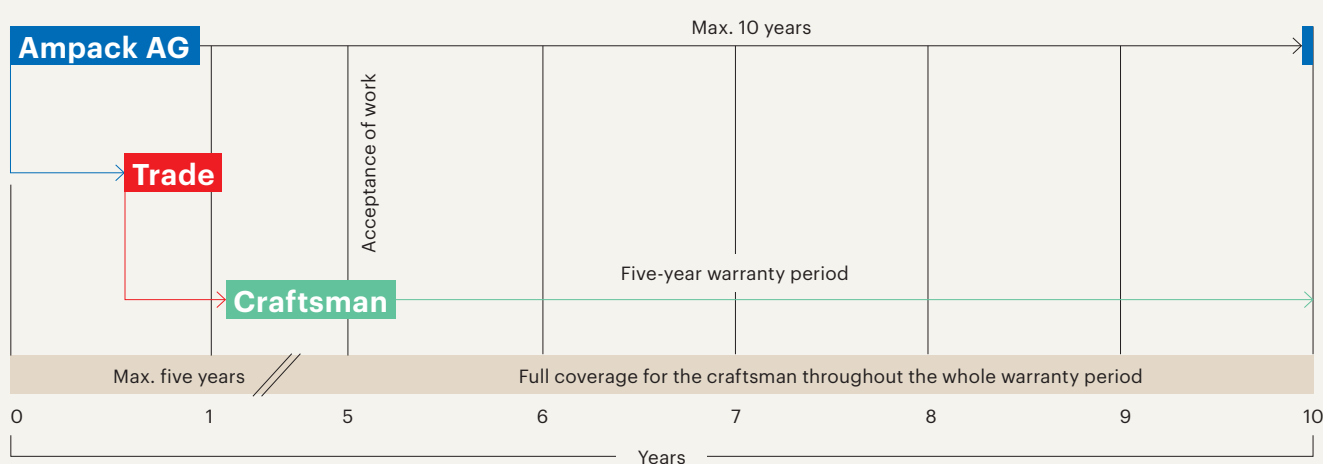 Max. 10 years
Ampack AG
Acceptance of work
Trade
Five-year warranty period
Craftsman
Max. five years
Full coverage for the craftsman throughout the whole warranty period
0 1 5 6 7 8 9 10
Years